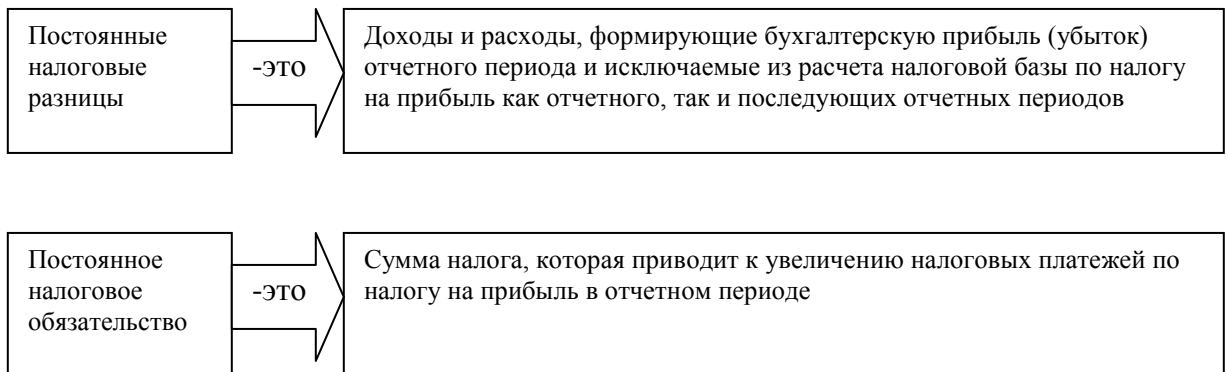 Постоянные
налоговые
разницы
-это
Доходы и расходы, формирующие бухгалтерскую прибыль (убыток)
отчетного периода и исключаемые из расчета налоговой базы по налогу
на прибыль как отчетного, так и последующих отчетных периодов
Постоянное
налоговое
обязательство
-это
Сумма налога, которая приводит к увеличению налоговых платежей по
налогу на прибыль в отчетном периоде